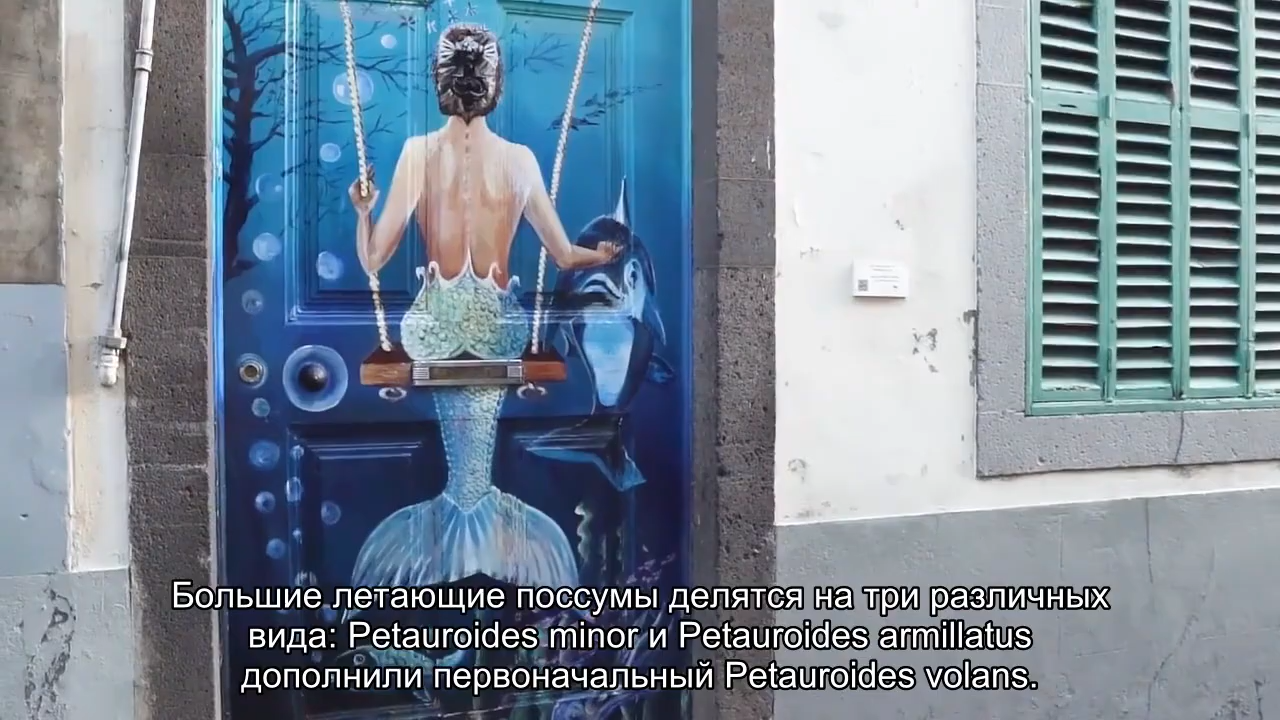 Большие летающие поссумы делятся на три различных
вида: Petauroides minor и Petauroides armillatus
дополнили первоначальный Petauroides volans.